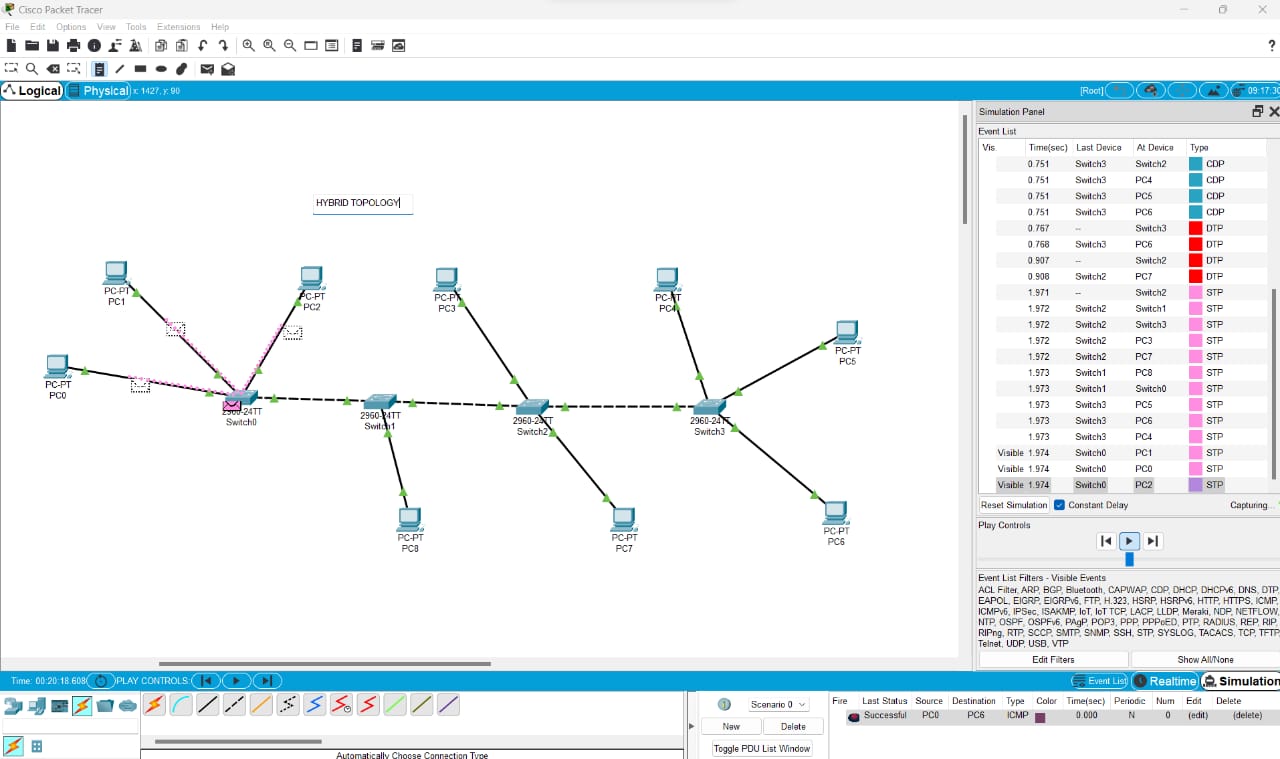 Cisco Packet Tracer
File Edit Options View Tools Extensions Help
?
Logical Physical x: 1427, y: 90 [Root] 09:17:30
HYBRID TOPOLOGY
PC-PT
PC1
PC-PT
PC2
PC-PT
PC3
PC-PT
PC4
PC-PT
PC5
PC-PT
PC0
2960-24TT
Switch0
2960-24TT
Switch1
2960-24TT
Switch2
2960-24TT
Switch3
PC-PT
PC8
PC-PT
PC7
PC-PT
PC6
Simulation Panel
Event List
Vis. Time(sec) Last Device At Device Type
0.751 Switch3 Switch2 CDP
0.751 Switch3 PC4 CDP
0.751 Switch3 PC5 CDP
0.751 Switch3 PC6 CDP
0.767 -- Switch3 DTP
0.768 Switch3 PC6 DTP
0.907 -- Switch2 DTP
0.908 Switch2 PC7 DTP
1.971 -- Switch2 STP
1.972 Switch2 Switch1 STP
1.972 Switch2 Switch3 STP
1.972 Switch2 PC3 STP
1.972 Switch2 PC7 STP
1.973 Switch1 PC8 STP
1.973 Switch1 Switch0 STP
1.973 Switch3 PC5 STP
1.973 Switch3 PC6 STP
1.973 Switch3 PC4 STP
Visible 1.974 Switch0 PC1 STP
Visible 1.974 Switch0 PC0 STP
Visible 1.974 Switch0 PC2 STP
Reset Simulation Constant Delay Capturing...
Play Controls
Event List Filters - Visible Events
ACL Filter, ARP, BGP, Bluetooth, CAPWAP, CDP, DHCP, DHCPv6, DNS, DTP,
EAPOL, EIGRP, EIGRPv6, FTP, H.323, HSRP, HSRPv6, HTTP, HTTPS, ICMP,
ICMPv6, IPSec, ISAKMP, IoT, IoT TCP, LACP, LLDP, Meraki, NDP, NETFLOW,
NTP, OSPF, OSPFv6, PAgP, POP3, PPP, PPPoED, PTP, RADIUS, REP, RIP,
RIPng, RTP, SCCP, SMTP, SNMP, SSH, STP, SYSLOG, TACACS, TCP, TFTP,
Telnet, UDP, USB, VTP
Edit Filters Show All/None
Time: 00:20:18.608 PLAY CONTROLS: Event List Realtime Simulation
Scenario 0
New Delete
Toggle PDU List Window
Fire Last Status Source Destination Type Color Time(sec) Periodic Num Edit Delete
Successful PC0 PC6 ICMP 0.000 N 0 (edit) (delete)
Automatically Choose Connection Type